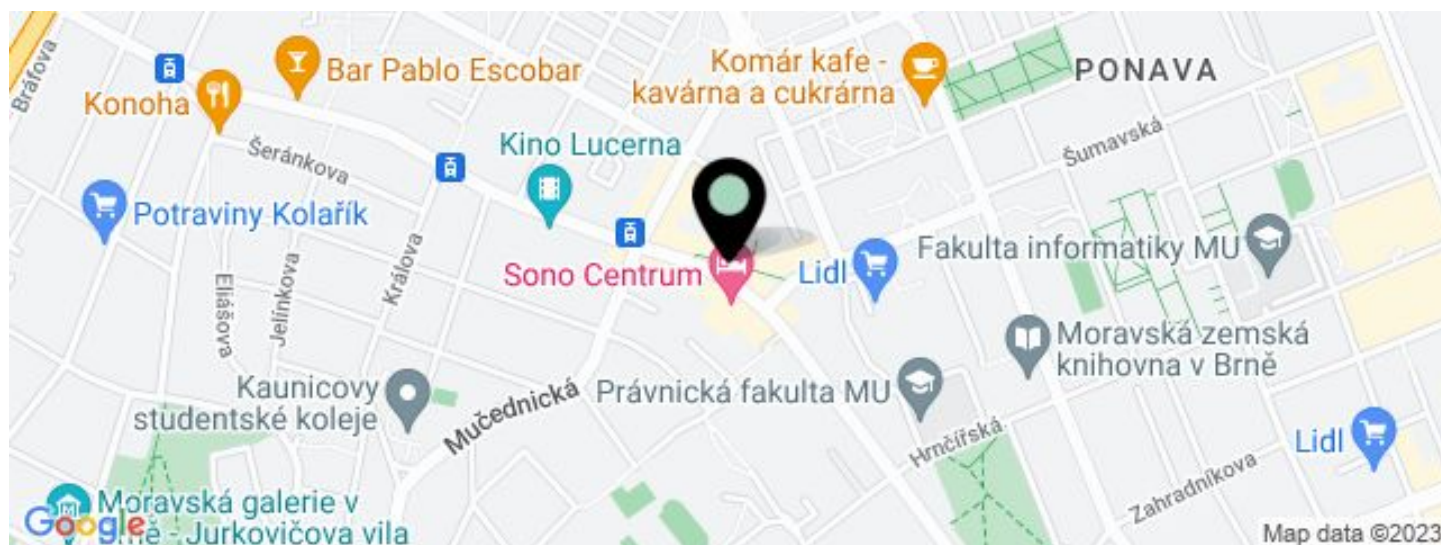 Bráfova
Bar Pablo Escobar
Konoha
Komár kafe -
kavárna a cukrárna
PONAVA
Šeránkova
Kino Lucerna
Šumavská
Potraviny Kolařík
Králova
Jelínkova
Eliášova
Sono Centrum
Lidl
Fakulta informatiky MU
Moravská zemská
knihovna v Brně
Kaunicovy
studentské koleje
Mučednická
Právnická fakulta MU
Hrnčířská
Lidl
Zahradníkova
Moravská galerie v
rně - Jurkovičova vila
Google
Map data ©2023